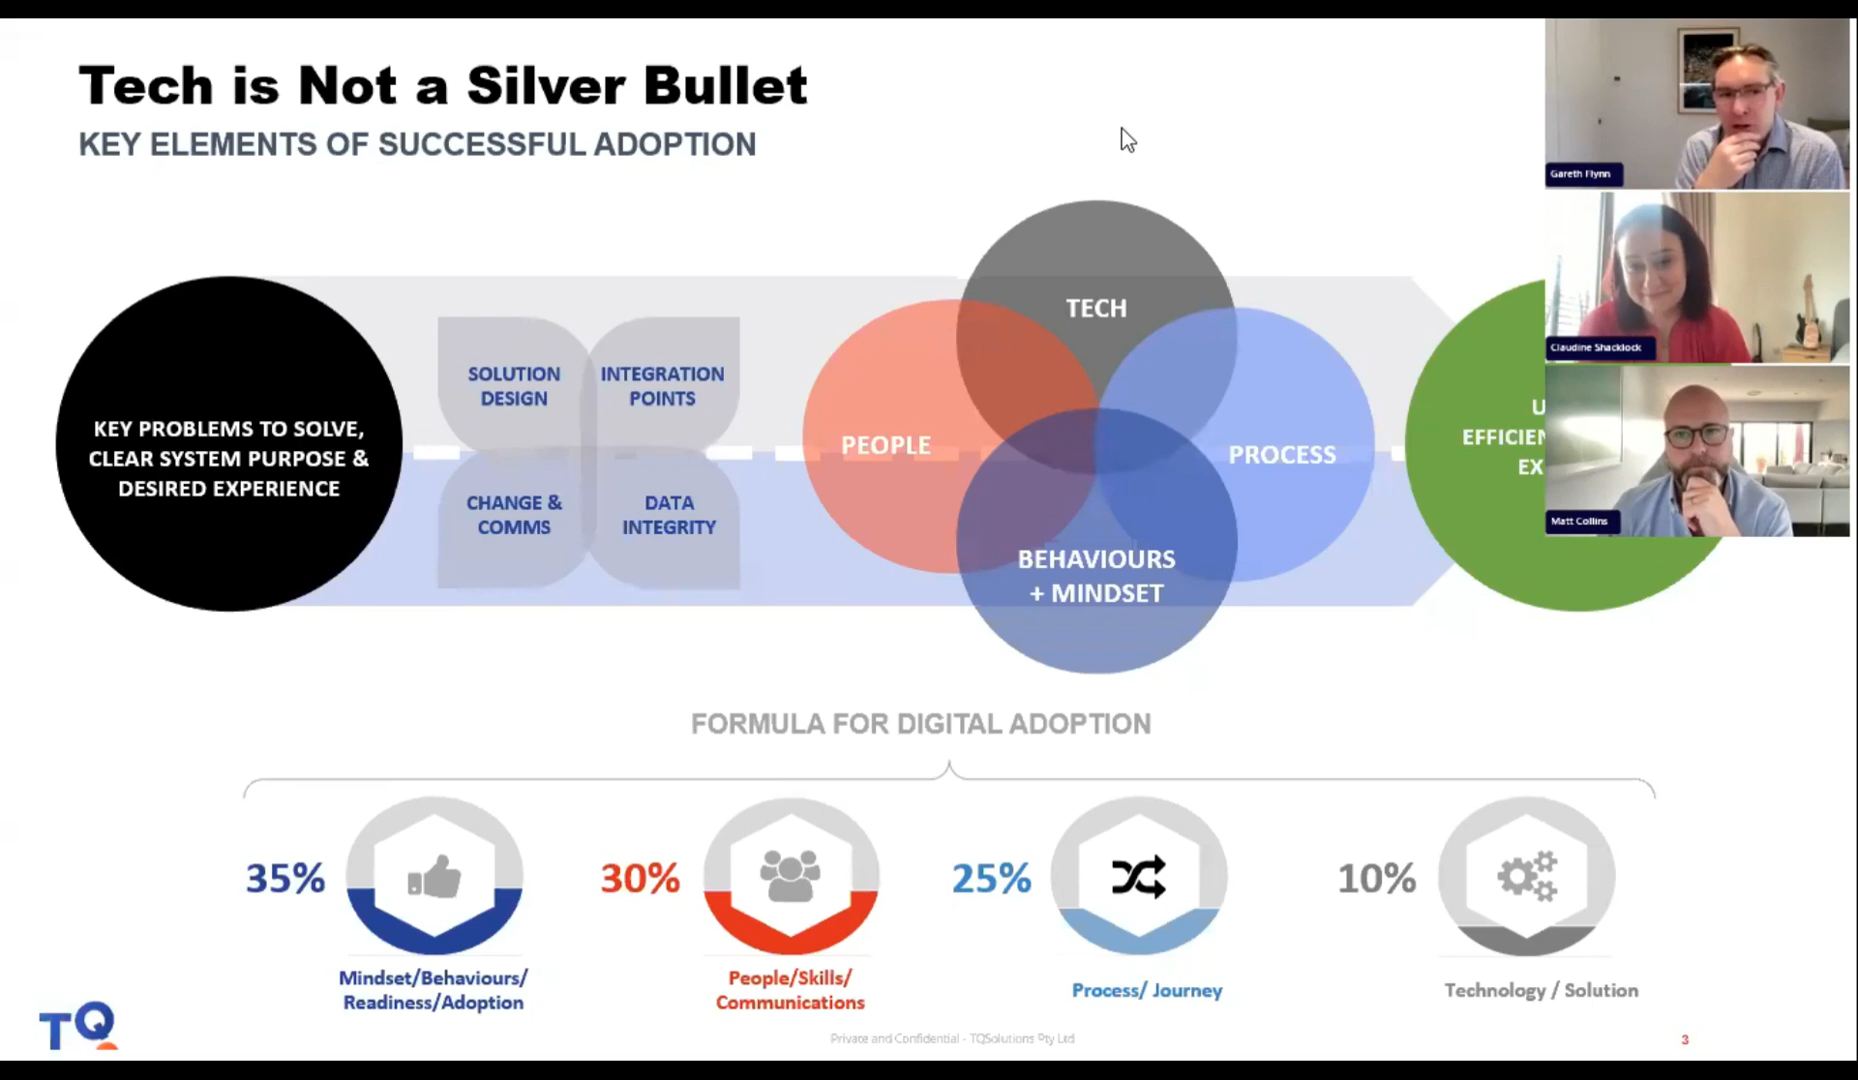 Tech is Not a Silver Bullet
KEY ELEMENTS OF SUCCESSFUL ADOPTION
Gareth Flynn
Claudine Shacklock
Matt Collins
KEY PROBLEMS TO SOLVE,
CLEAR SYSTEM PURPOSE &
DESIRED EXPERIENCE
SOLUTION
DESIGN
INTEGRATION
POINTS
CHANGE &
COMMS
DATA
INTEGRITY
TECH
PEOPLE
PROCESS
BEHAVIOURS
+ MINDSET
FORMULA FOR DIGITAL ADOPTION
35%
Mindset/Behaviours/
Readiness/Adoption
30%
People/Skills/
Communications
25%
Process/ Journey
10%
Technology / Solution
TQ
Private and Confidential - TQSolutions Pty Ltd
3